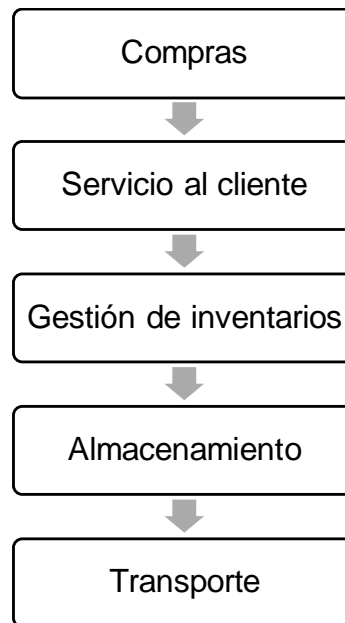 Compras
Servicio al cliente
Gestión de inventarios
Almacenamiento
Transporte